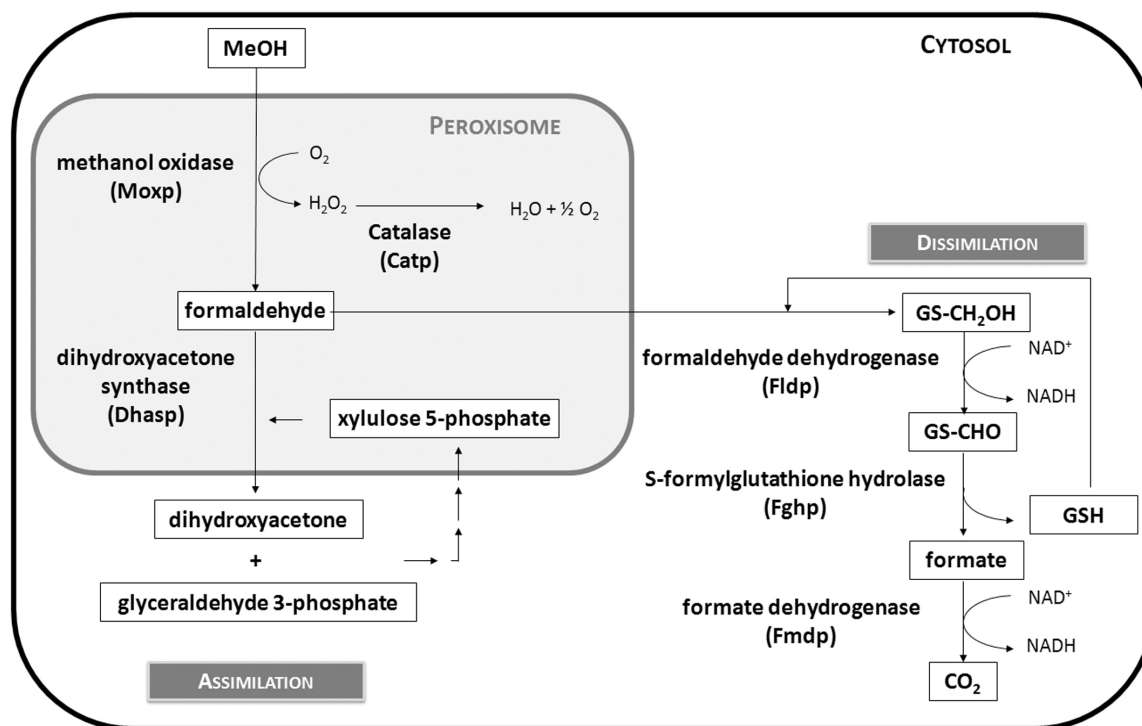 CYTOSOL
MeOH
PEROXISOME
methanol oxidase
(Moxp)
O₂
H₂O₂
H₂O + ½ O₂
Catalase
(Catp)
DISSIMILATION
formaldehyde
GS-CH₂OH
dihydroxyacetone
synthase
(Dhasp)
formaldehyde dehydrogenase
(Fldp)
NAD⁺
NADH
xylulose 5-phosphate
GS-CHO
S-formylglutathione hydrolase
(Fghp)
GSH
dihydroxyacetone
+
glyceraldehyde 3-phosphate
formate
formate dehydrogenase
(Fmdp)
NAD⁺
NADH
CO₂
ASSIMILATION